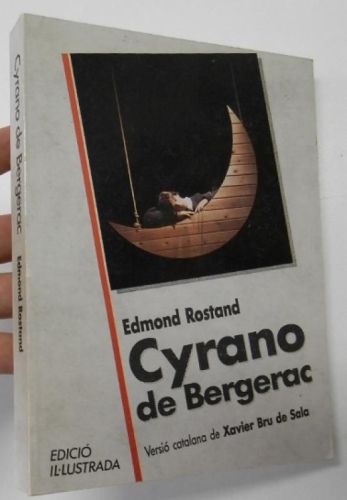 Cyrano de Bergerac
Edmond Rostand
Edmond Rostand
Cyrano
de Bergerac
Versió catalana de Xavier Bru de Sala
EDICIÓ
IL·LUSTRADA